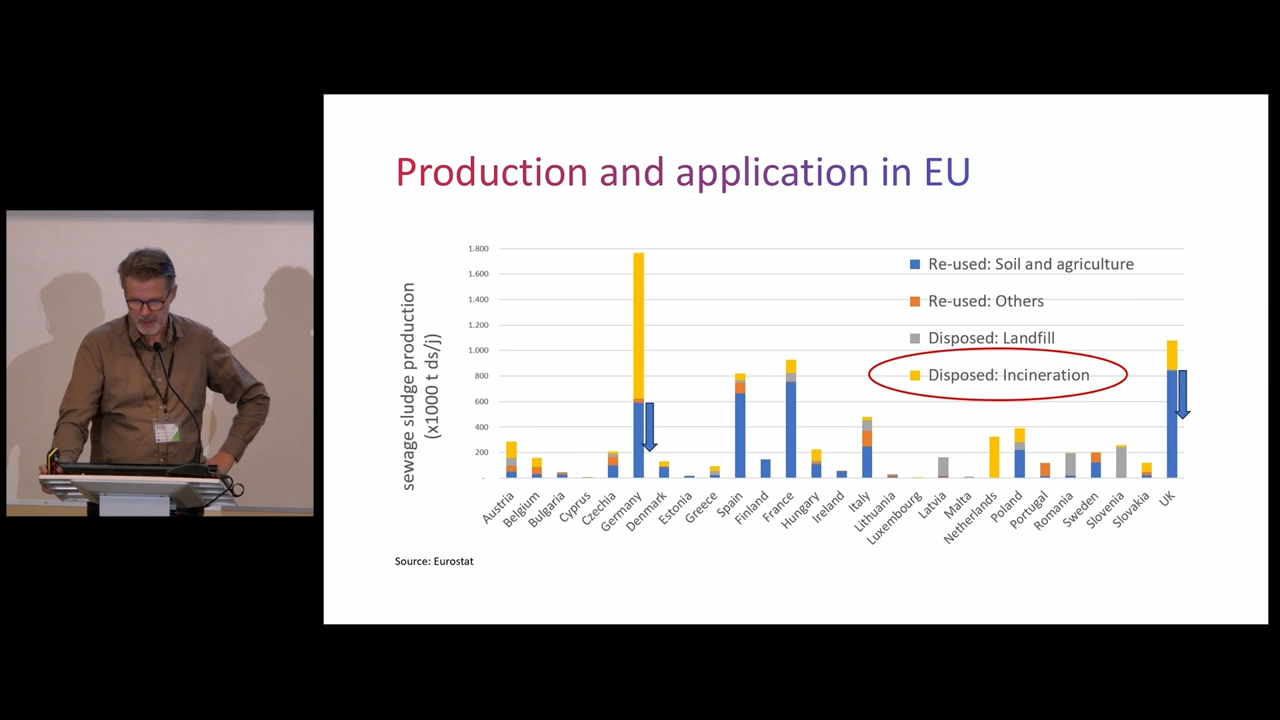 Production and application in EU
sewage sludge production
(x1000 t ds/j)
1.800
1.600
1.400
1.200
1.000
800
600
400
200
-
Re-used: Soil and agriculture
Re-used: Others
Disposed: Landfill
Disposed: Incineration
Austria
Belgium
Bulgaria
Cyprus
Czechia
Germany
Denmark
Estonia
Greece
Spain
Finland
France
Hungary
Ireland
Italy
Lithuania
Luxembourg
Latvia
Malta
Netherlands
Poland
Portugal
Romania
Sweden
Slovenia
Slovakia
UK
Source: Eurostat